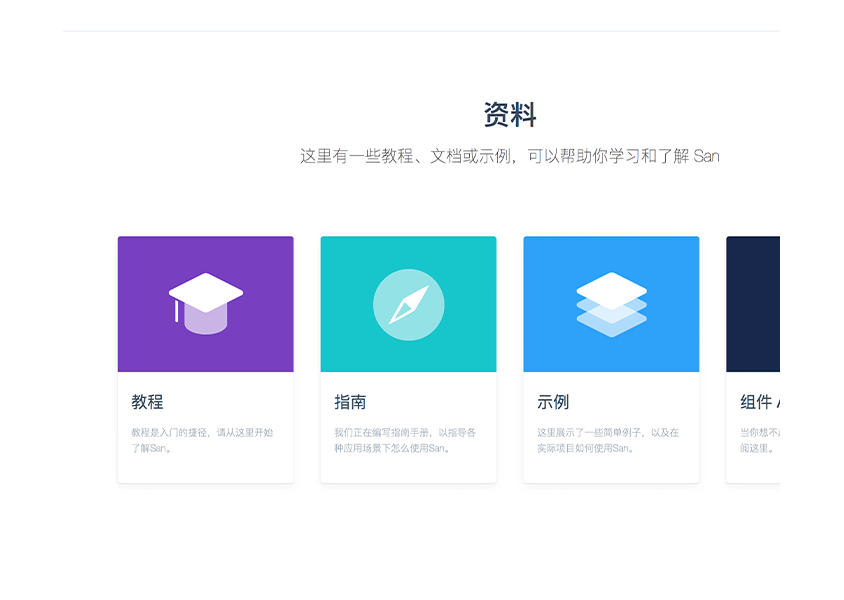 资料
这里有一些教程、文档或示例，可以帮助你学习和了解 San
教程
教程是入门的捷径，请从这里开始
了解San。
指南
我们正在编写指南手册，以指导各
种应用场景下怎么使用San。
示例
这里展示了一些简单例子，以及在
实际项目如何使用San。
组件
当你想不
阅这里。